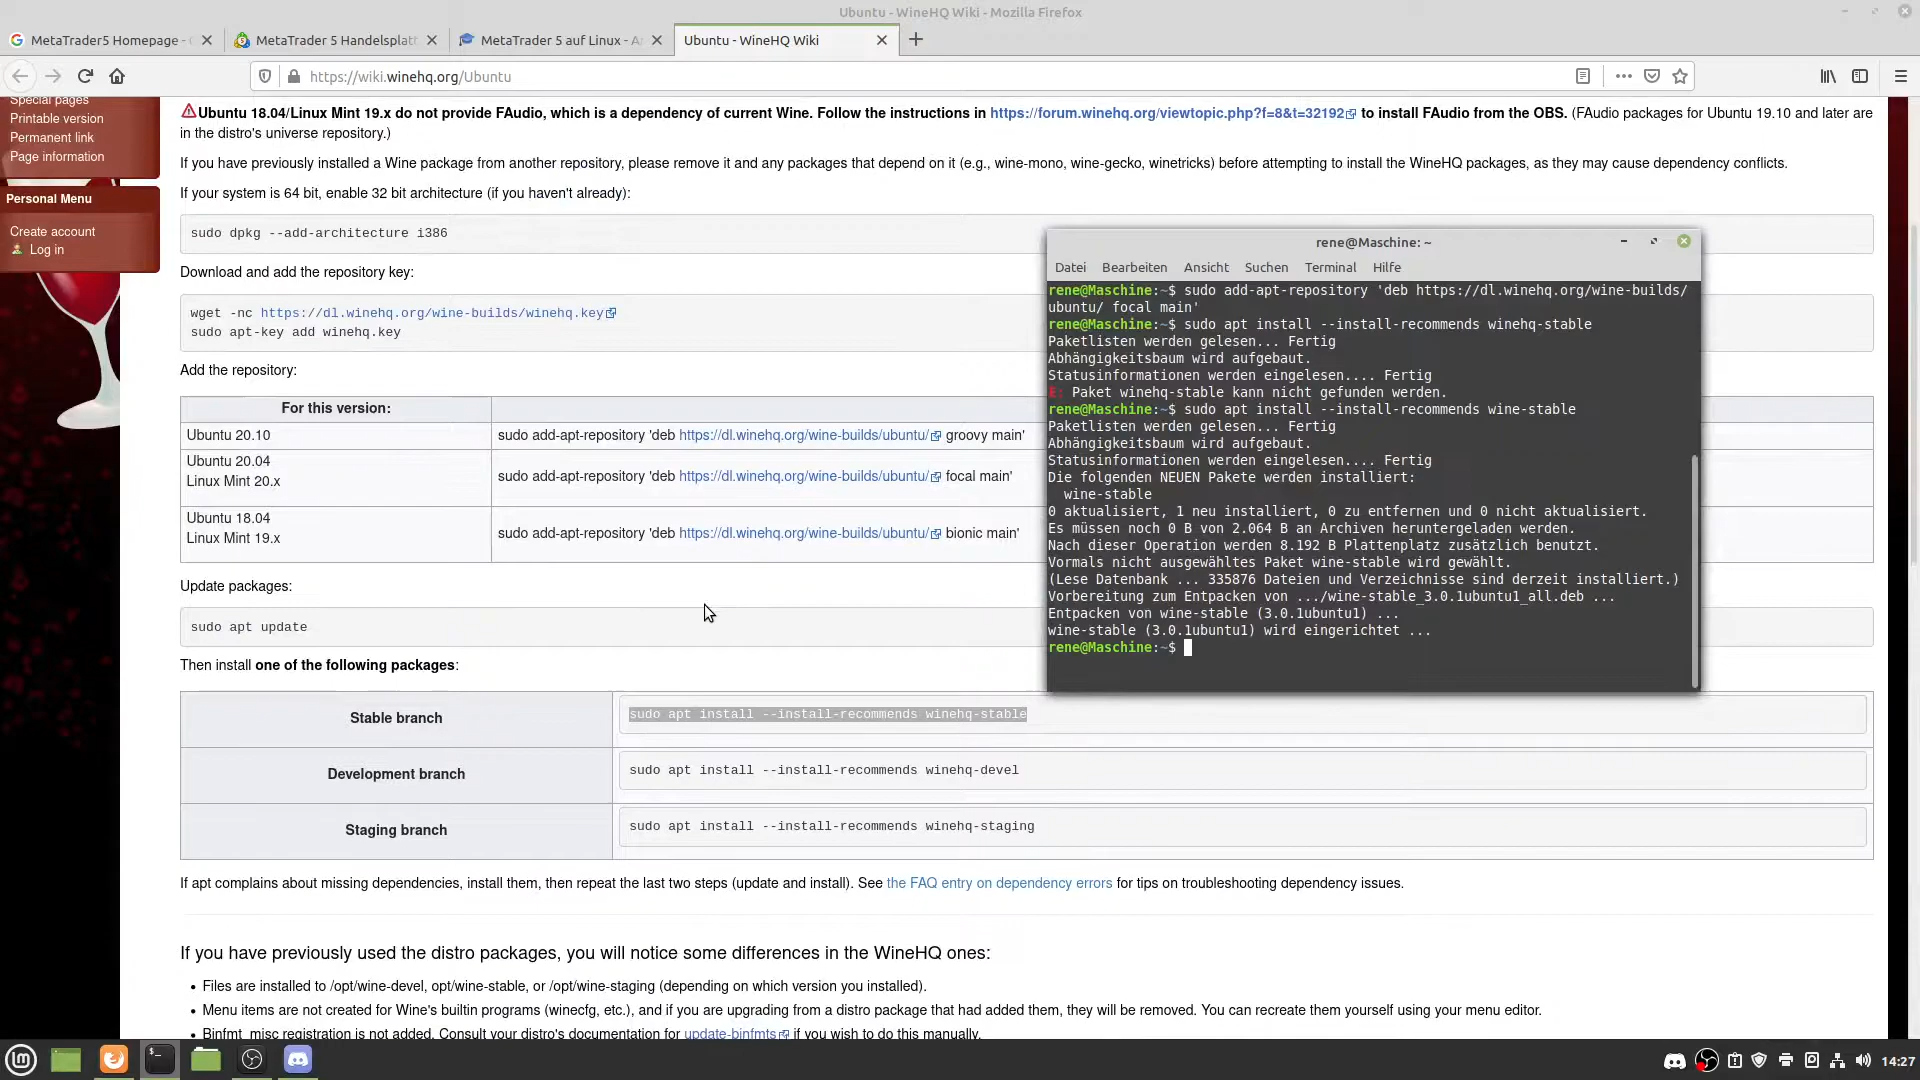 Ubuntu - WineHQ Wiki - Mozilla Firefox
MetaTrader5 Homepage -
MetaTrader 5 Handelsplatt
MetaTrader 5 auf Linux -
Ubuntu - WineHQ Wiki
https://wiki.winehq.org/Ubuntu
Special pages
Printable version
Permanent link
Page information
Personal Menu
Create account
Log in
Ubuntu 18.04/Linux Mint 19.x do not provide FAudio, which is a dependency of current Wine. Follow the instructions in https://forum.winehq.org/viewtopic.php?f=8&t=32192 to install FAudio from the OBS. (FAudio packages for Ubuntu 19.10 and later are
in the distro's universe repository.)
If you have previously installed a Wine package from another repository, please remove it and any packages that depend on it (e.g., wine-mono, wine-gecko, winetricks) before attempting to install the WineHQ packages, as they may cause dependency conflicts.
If your system is 64 bit, enable 32 bit architecture (if you haven't already):
sudo dpkg --add-architecture i386
Download and add the repository key:
wget -nc https://dl.winehq.org/wine-builds/winehq.key
sudo apt-key add winehq.key
Add the repository:
For this version:
Ubuntu 20.10
sudo add-apt-repository 'deb https://dl.winehq.org/wine-builds/ubuntu/ groovy main'
Ubuntu 20.04
Linux Mint 20.x
sudo add-apt-repository 'deb https://dl.winehq.org/wine-builds/ubuntu/ focal main'
Ubuntu 18.04
Linux Mint 19.x
sudo add-apt-repository 'deb https://dl.winehq.org/wine-builds/ubuntu/ bionic main'
Update packages:
sudo apt update
Then install one of the following packages:
Stable branch
sudo apt install --install-recommends winehq-stable
Development branch
sudo apt install --install-recommends winehq-devel
Staging branch
sudo apt install --install-recommends winehq-staging
If apt complains about missing dependencies, install them, then repeat the last two steps (update and install). See the FAQ entry on dependency errors for tips on troubleshooting dependency issues.
If you have previously used the distro packages, you will notice some differences in the WineHQ ones:
• Files are installed to /opt/wine-devel, opt/wine-stable, or /opt/wine-staging (depending on which version you installed).
• Menu items are not created for Wine's builtin programs (winecfg, etc.), and if you are upgrading from a distro package that had added them, they will be removed. You can recreate them yourself using your menu editor.
• Binfmt_misc registration is not added. Consult your distro's documentation for update-binfmts if you wish to do this manually.
rene@Maschine: ~
Datei Bearbeiten Ansicht Suchen Terminal Hilfe
rene@Maschine:~$ sudo add-apt-repository 'deb https://dl.winehq.org/wine-builds/
ubuntu/ focal main'
rene@Maschine:~$ sudo apt install --install-recommends winehq-stable
Paketlisten werden gelesen... Fertig
Abhängigkeitsbaum wird aufgebaut.
Statusinformationen werden eingelesen.... Fertig
E: Paket winehq-stable kann nicht gefunden werden.
rene@Maschine:~$ sudo apt install --install-recommends wine-stable
Paketlisten werden gelesen... Fertig
Abhängigkeitsbaum wird aufgebaut.
Statusinformationen werden eingelesen.... Fertig
Die folgenden NEUEN Pakete werden installiert:
wine-stable
0 aktualisiert, 1 neu installiert, 0 zu entfernen und 0 nicht aktualisiert.
Es müssen noch 0 B von 2.064 B an Archiven heruntergeladen werden.
Nach dieser Operation werden 8.192 B Plattenplatz zusätzlich benutzt.
Vormals nicht ausgewähltes Paket wine-stable wird gewählt.
(Lese Datenbank ... 335876 Dateien und Verzeichnisse sind derzeit installiert.)
Vorbereitung zum Entpacken von .../wine-stable_3.0.1ubuntu1_all.deb ...
Entpacken von wine-stable (3.0.1ubuntu1) ...
wine-stable (3.0.1ubuntu1) wird eingerichtet ...
rene@Maschine:~$
14:27